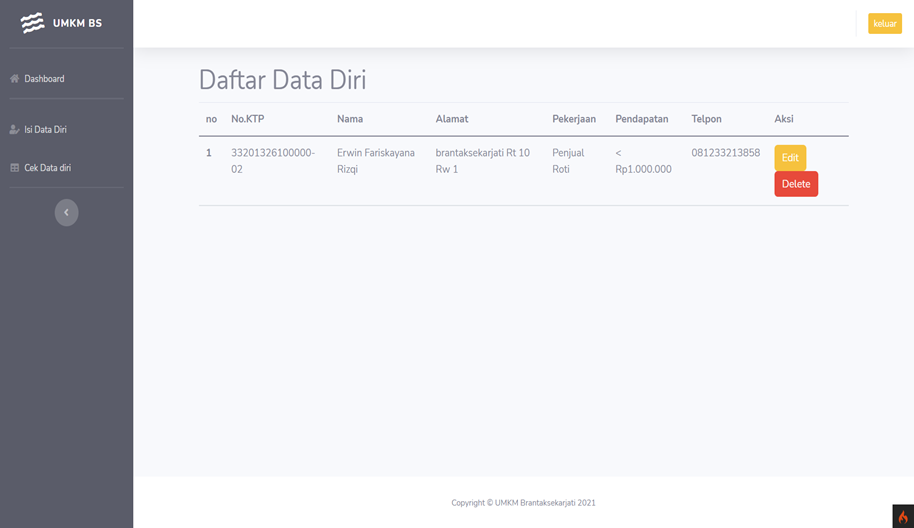 UMKM BS
keluar
Dashboard
Isi Data Diri
Cek Data diri
Daftar Data Diri
no No.KTP Nama Alamat Pekerjaan Pendapatan Telpon Aksi
1 33201326100000- Erwin Fariskayana brantaksekarjati Rt 10 Penjual < 081233213858 Edit
02 Rizqi Rw 1 Roti Rp1.000.000
Delete
Copyright © UMKM Brantaksekarjati 2021